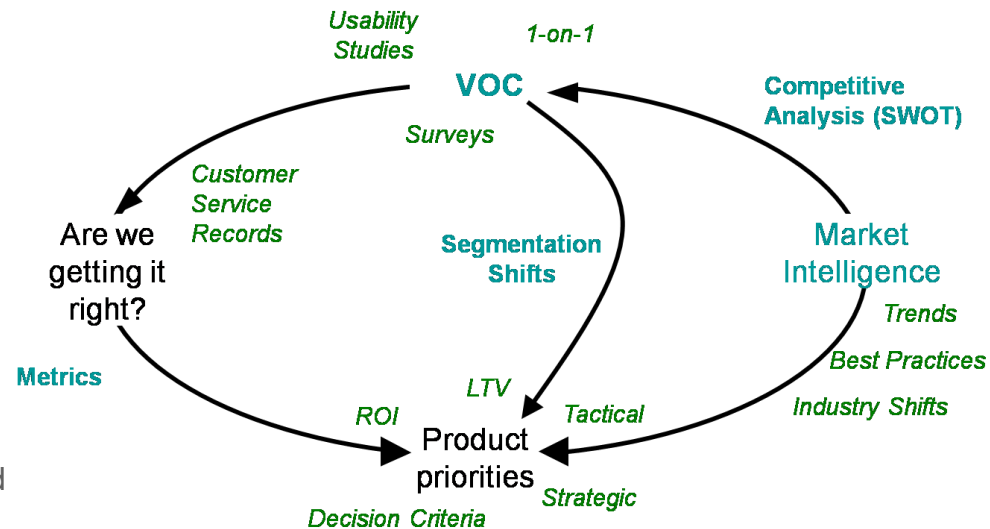 Usability
Studies
1-on-1
VOC
Competitive
Analysis (SWOT)
Surveys
Customer
Service
Records
Are we
getting it
right?
Segmentation
Shifts
Market
Intelligence
Trends
Metrics
Best Practices
LTV
Industry Shifts
ROI
Tactical
Product
priorities
d
Strategic
Decision Criteria